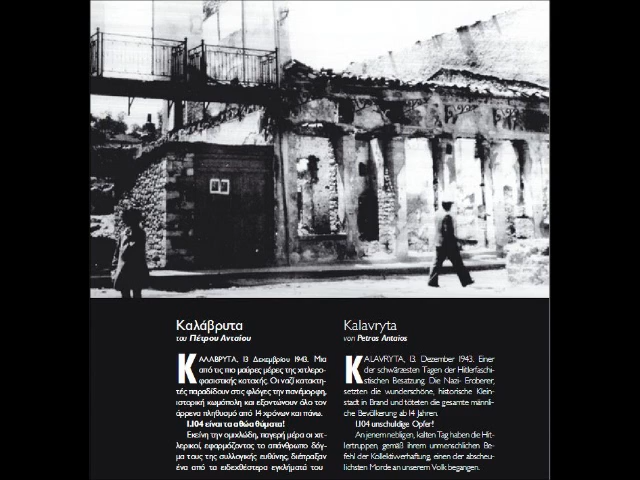 Καλάβρυτα
του Πέτρου Ανταίου
ΚΑΛΑΒΡΥΤΑ, 13 Δεκεμβρίου 1943. Μια
από τις πιο μαύρες μέρες της χιτλερο-
φασιστικής κατοχής. Οι ναζί κατακτη-
τές παραδίδουν στις φλόγες την πανέμορφη,
ιστορική κωμόπολη και εξοντώνουν όλο τον
άρρενα πληθυσμό από 14 χρόνων και πάνω.
1.104 είναι τα αθώα θύματα!
Εκείνη την ομιχλώδη, παγερή μέρα οι χιτ-
λερικοί, εφαρμόζοντας το απάνθρωπο δόγ-
μα τους της συλλογικής ευθύνης, διέπραξαν
ένα από τα ειδεχθέστερα εγκλήματά του
Kalavryta
von Petros Antaios
KALAVRYTA, 13. Dezember 1943. Einer
der schwärzesten Tagen der Hitlerfaschi-
stischen Besatzung. Die Nazi- Eroberer,
setzten die wunderschöne, historische Klein-
stadt in Brand und töteten die gesamte männli-
che Bevölkerung ab 14 Jahren.
1.104 unschuldige Opfer!
An jenem nebligen, kalten Tag haben die Hit-
lertruppen, gemäß ihrem unmenschlichen Be-
fehl der Kollektivverhaftung, einen der abscheu-
lichsten Morde an unserem Volk begangen.